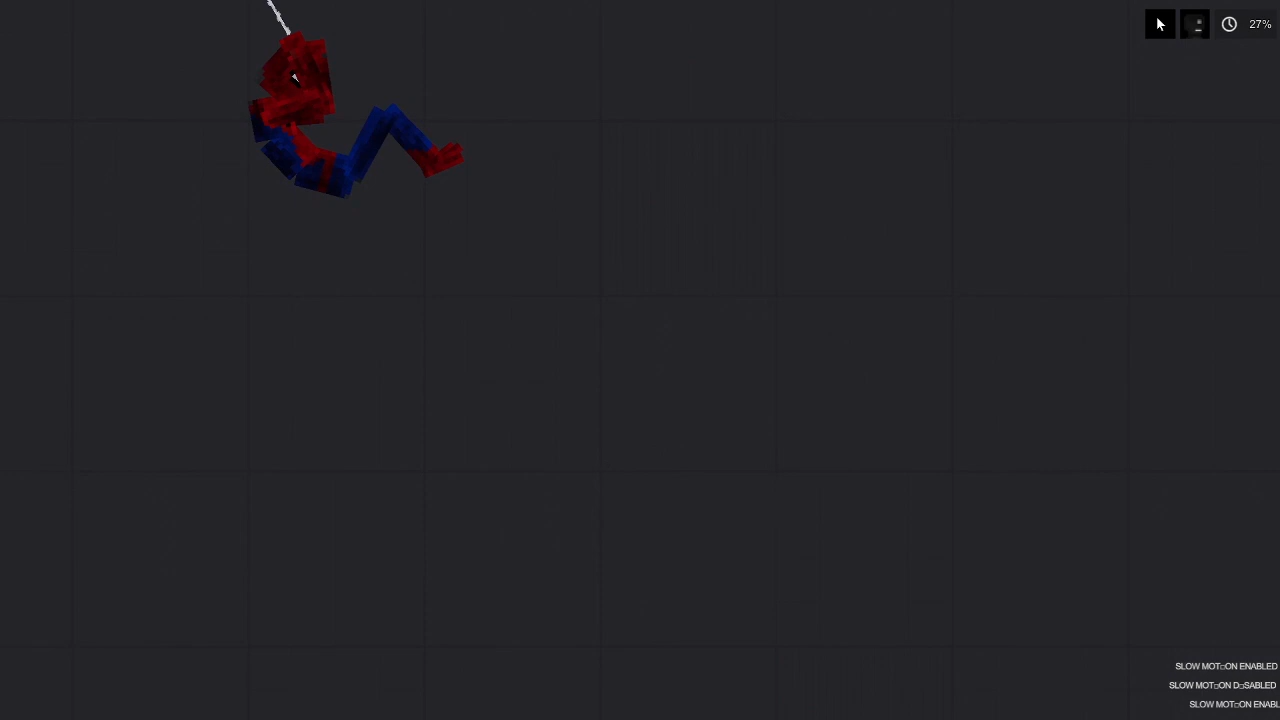 27%
SLOW MOT□ON ENABLED
SLOW MOT□ON D□SABLED
SLOW MOT□ON ENABL